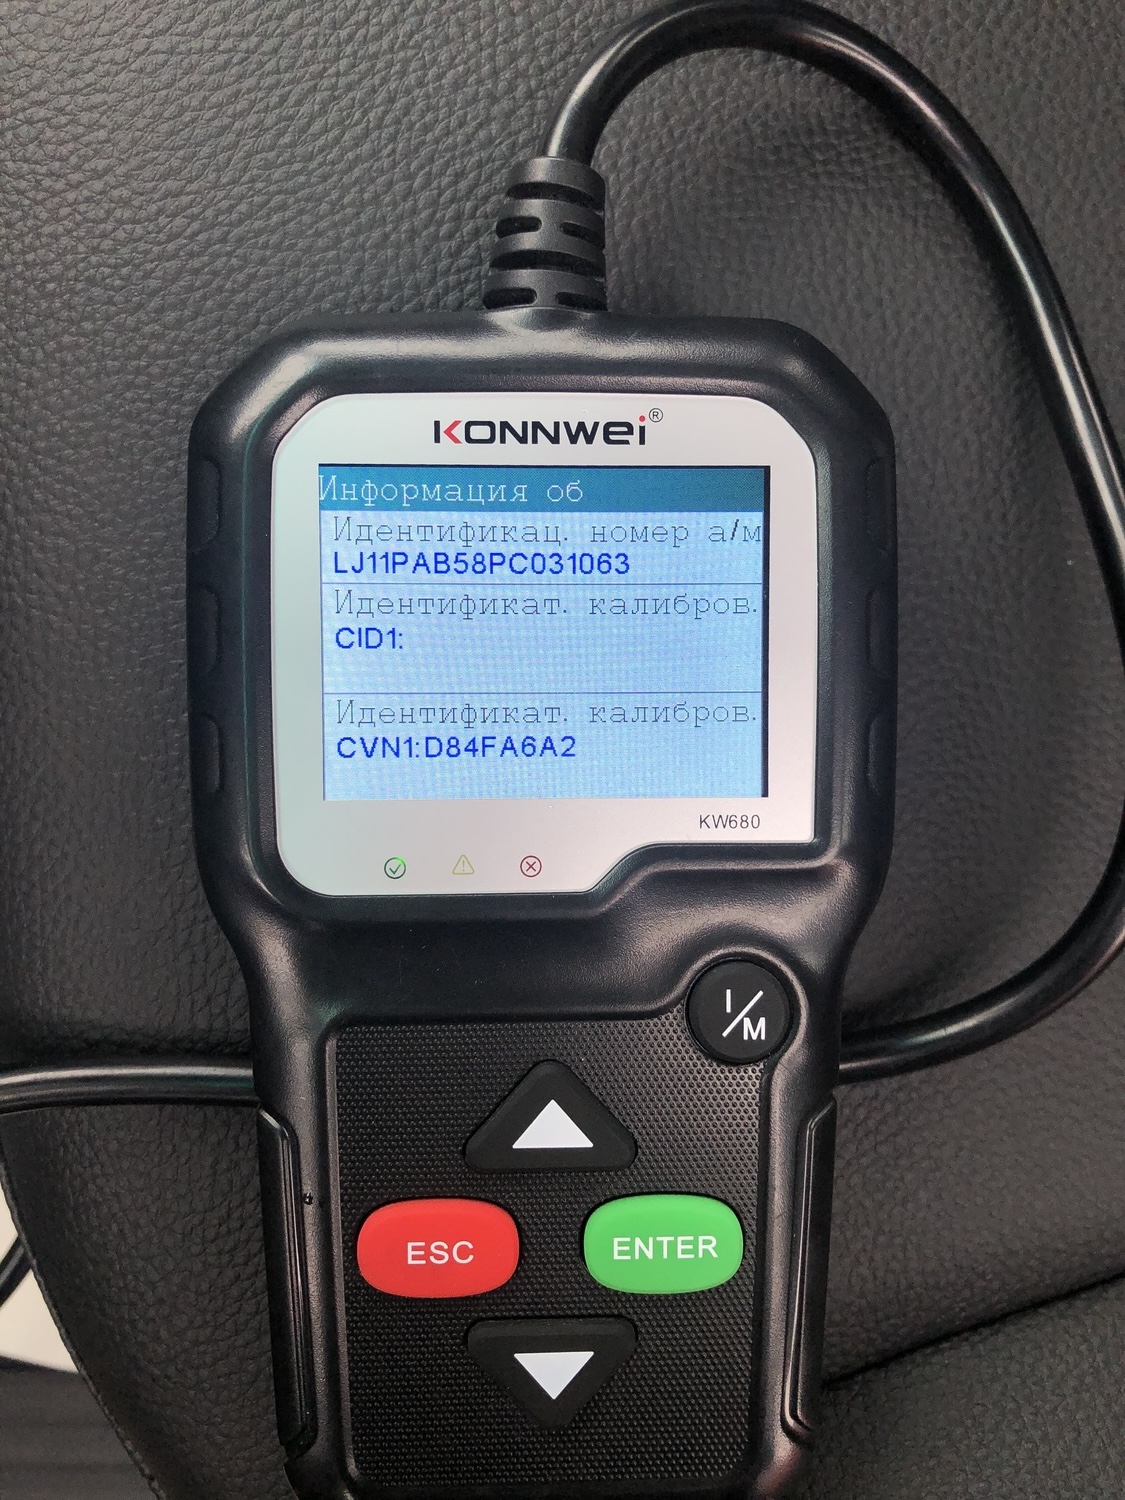 KONNWEI®
Информация об
Идентификац. номер а/м
LJ11PAB58PC031063
Идентификат. калибров.
CID1:
Идентификат. калибров.
CVN1:D84FA6A2
KW680
I/M
ESC
ENTER